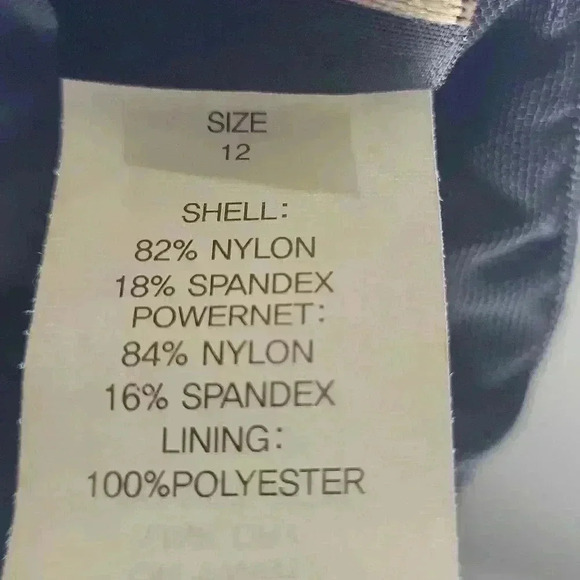 SIZE
12
SHELL:
82% NYLON
18% SPANDEX
POWERNET:
84% NYLON
16% SPANDEX
LINING:
100%POLYESTER